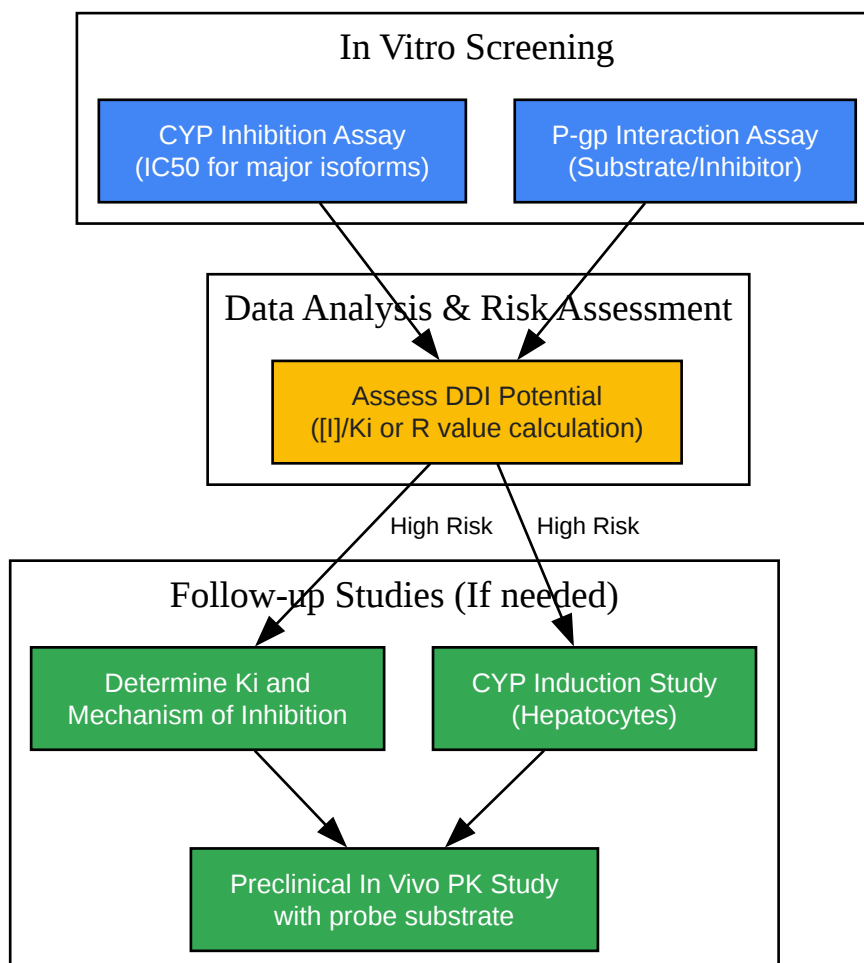 In Vitro Screening
CYP Inhibition Assay
(IC50 for major isoforms)
P-gp Interaction Assay
(Substrate/Inhibitor)
Data Analysis & Risk Assessment
Assess DDI Potential
([I]/Ki or R value calculation)
High Risk
High Risk
Follow-up Studies (If needed)
Determine Ki and
Mechanism of Inhibition
CYP Induction Study
(Hepatocytes)
Preclinical In Vivo PK Study
with probe substrate